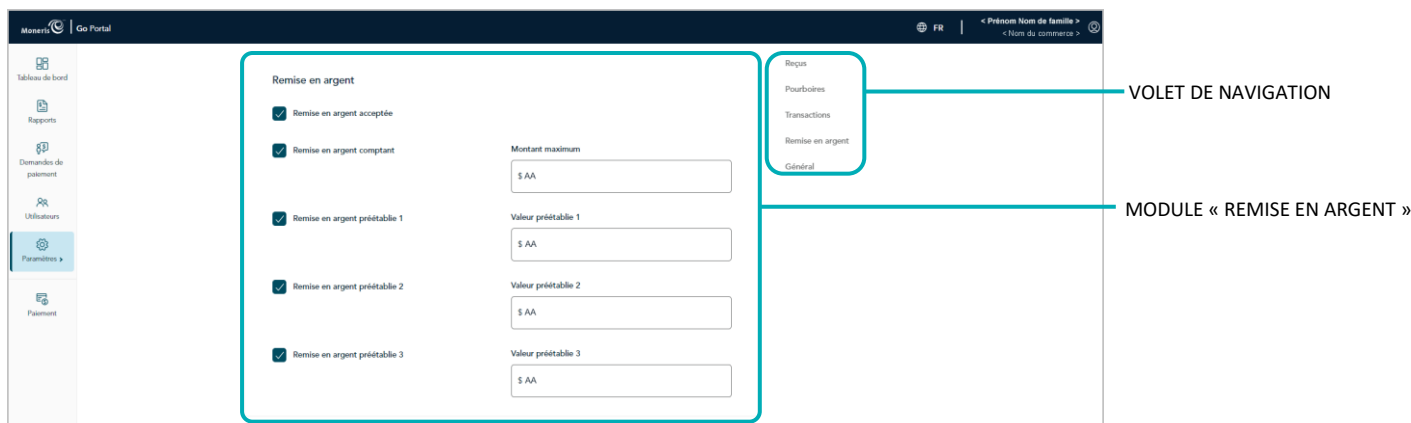 Moneris Go Portal
FR
< Prénom Nom de famille >
< Nom du commerce >
Tableau de bord
Rapports
Demandes de
paiement
Utilisateurs
Paramètres
Paiement
Remise en argent
Remise en argent acceptée
Remise en argent comptant
Montant maximum
$ AA
Remise en argent préétablie 1
Valeur préétablie 1
$ AA
Remise en argent préétablie 2
Valeur préétablie 2
$ AA
Remise en argent préétablie 3
Valeur préétablie 3
$ AA
Reçus
Pourboires
Transactions
Remise en argent
Général
VOLET DE NAVIGATION
MODULE « REMISE EN ARGENT »